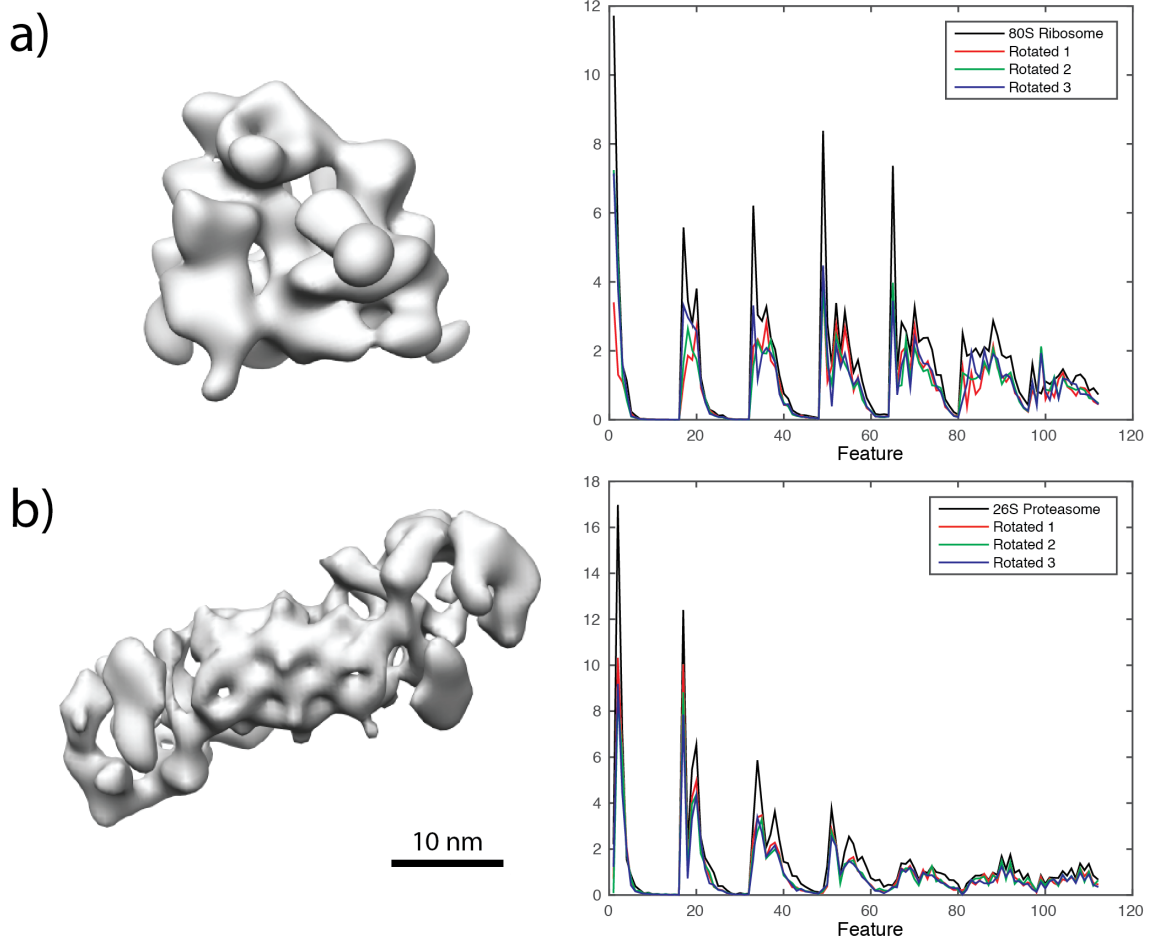 a)
12
10
8
6
4
2
0
80S Ribosome
Rotated 1
Rotated 2
Rotated 3
0 20 40 60 80 100 120
Feature
b)
10 nm
18
16
14
12
10
8
6
4
2
0
26S Proteasome
Rotated 1
Rotated 2
Rotated 3
0 20 40 60 80 100 120
Feature